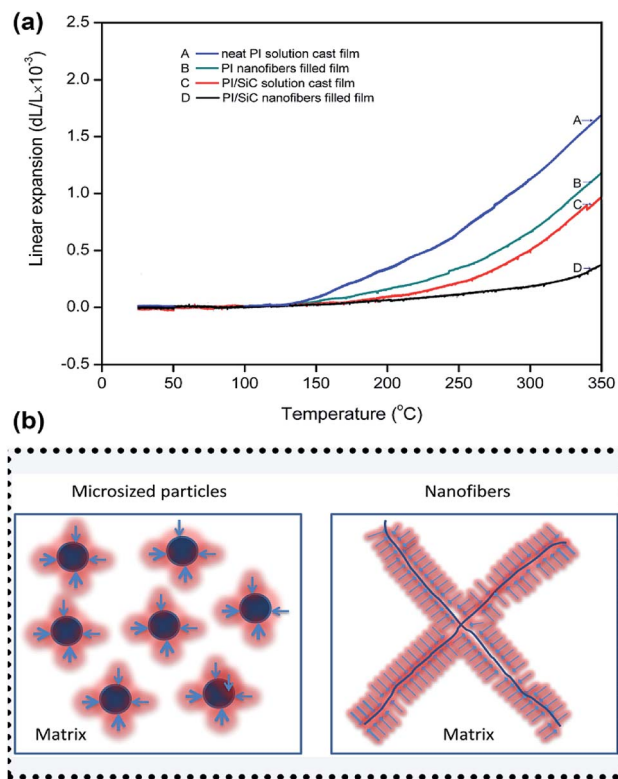 (a)
2.5
2.0
1.5
1.0
0.5
0.0
-0.5
Linear expansion (dL/L×10⁻³)
A neat PI solution cast film
B PI nanofibers filled film
C PI/SiC solution cast film
D PI/SiC nanofibers filled film
A
B
C
D
0 50 100 150 200 250 300 350
Temperature (°C)
(b)
Microsized particles
Nanofibers
Matrix
Matrix